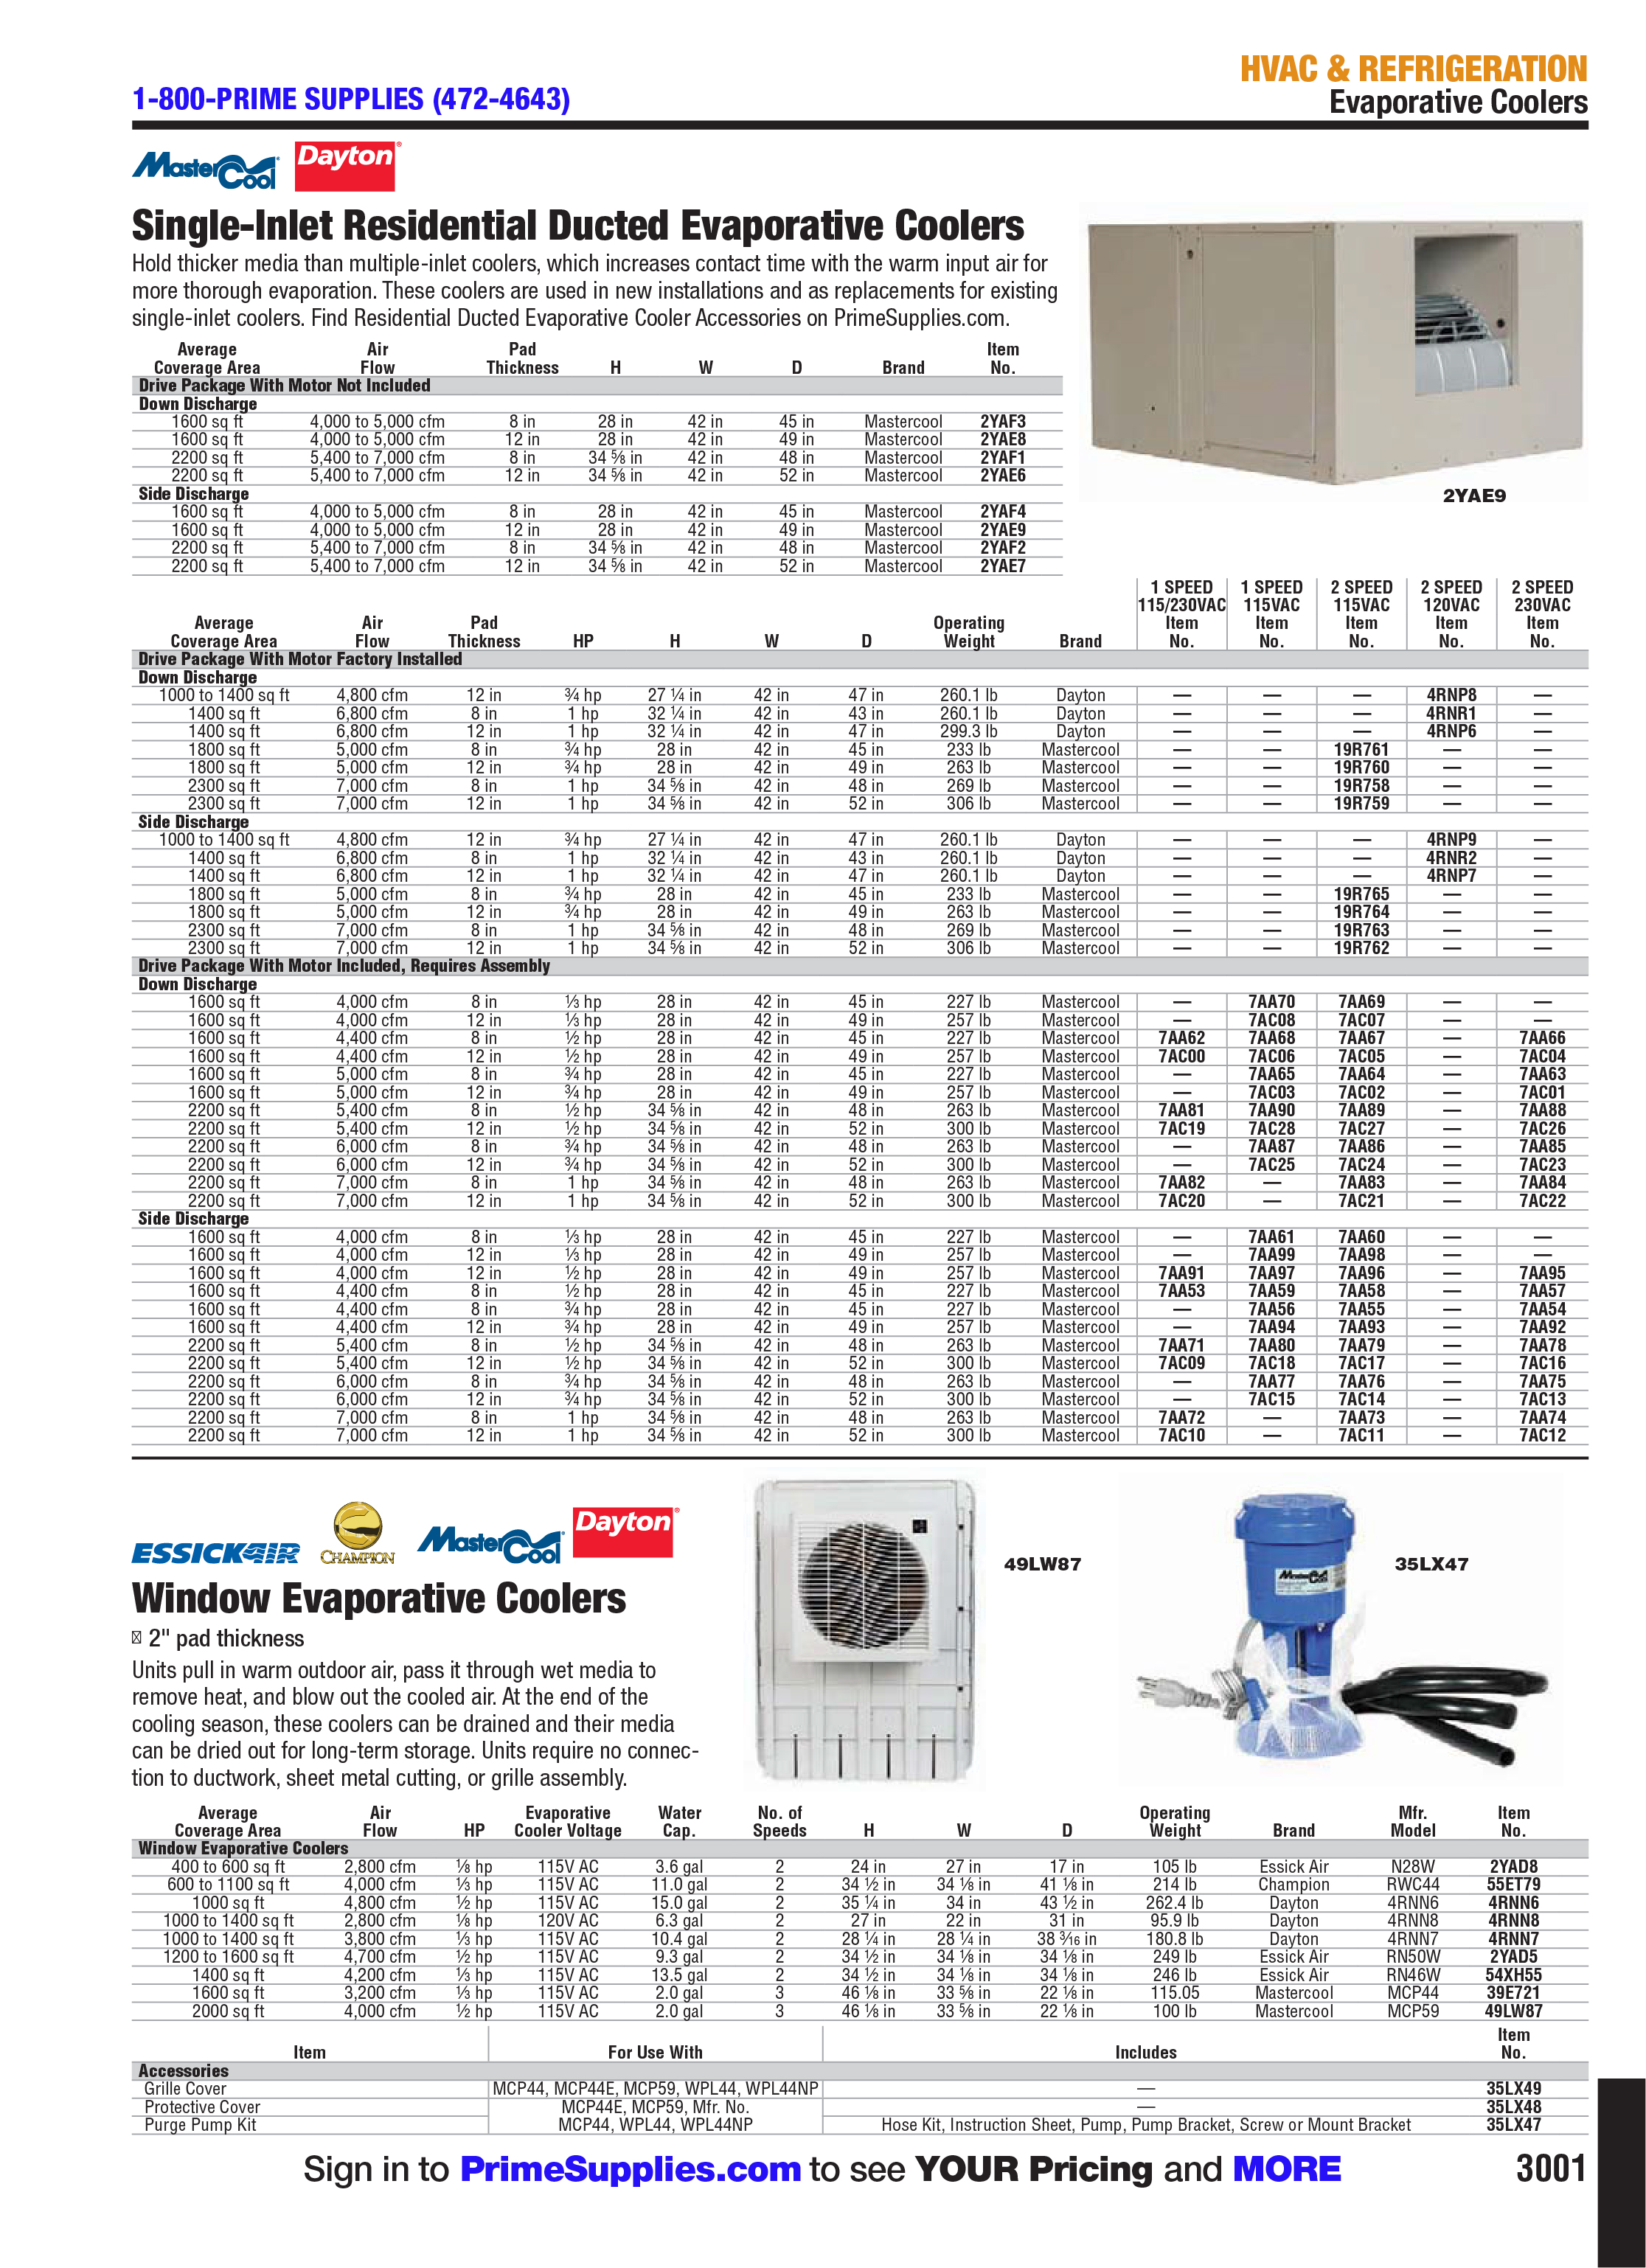 HVAC & REFRIGERATION
1-800-PRIME SUPPLIES (472-4643)
Evaporative Coolers
MasterCool® Dayton®
Single-Inlet Residential Ducted Evaporative Coolers
Hold thicker media than multiple-inlet coolers, which increases contact time with the warm input air for
more thorough evaporation. These coolers are used in new installations and as replacements for existing
single-inlet coolers. Find Residential Ducted Evaporative Cooler Accessories on PrimeSupplies.com.
2YAE9
Average Air Pad Item
Coverage Area Flow Thickness H W D Brand No.
Drive Package With Motor Not Included
Down Discharge
1600 sq ft 4,000 to 5,000 cfm 8 in 28 in 42 in 45 in Mastercool 2YAF3
1600 sq ft 4,000 to 5,000 cfm 12 in 28 in 42 in 49 in Mastercool 2YAE8
2200 sq ft 5,400 to 7,000 cfm 8 in 34 ⅝ in 42 in 48 in Mastercool 2YAF1
2200 sq ft 5,400 to 7,000 cfm 12 in 34 ⅝ in 42 in 52 in Mastercool 2YAE6
Side Discharge
1600 sq ft 4,000 to 5,000 cfm 8 in 28 in 42 in 45 in Mastercool 2YAF4
1600 sq ft 4,000 to 5,000 cfm 12 in 28 in 42 in 49 in Mastercool 2YAE9
2200 sq ft 5,400 to 7,000 cfm 8 in 34 ⅝ in 42 in 48 in Mastercool 2YAF2
2200 sq ft 5,400 to 7,000 cfm 12 in 34 ⅝ in 42 in 52 in Mastercool 2YAE7
1 SPEED 1 SPEED 2 SPEED 2 SPEED 2 SPEED
115/230VAC 115VAC 115VAC 120VAC 230VAC
Average Air Pad Operating Item Item Item Item Item
Coverage Area Flow Thickness HP H W D Weight Brand No. No. No. No. No.
Drive Package With Motor Factory Installed
Down Discharge
1000 to 1400 sq ft 4,800 cfm 12 in ¾ hp 27 ¼ in 42 in 47 in 260.1 lb Dayton — — — 4RNP8 —
1400 sq ft 6,800 cfm 8 in 1 hp 32 ¼ in 42 in 43 in 260.1 lb Dayton — — — 4RNR1 —
1400 sq ft 6,800 cfm 12 in 1 hp 32 ¼ in 42 in 47 in 299.3 lb Dayton — — — 4RNP6 —
1800 sq ft 5,000 cfm 8 in ¾ hp 28 in 42 in 45 in 233 lb Mastercool — — 19R761 — —
1800 sq ft 5,000 cfm 12 in ¾ hp 28 in 42 in 49 in 263 lb Mastercool — — 19R760 — —
2300 sq ft 7,000 cfm 8 in 1 hp 34 ⅝ in 42 in 48 in 269 lb Mastercool — — 19R758 — —
2300 sq ft 7,000 cfm 12 in 1 hp 34 ⅝ in 42 in 52 in 306 lb Mastercool — — 19R759 — —
Side Discharge
1000 to 1400 sq ft 4,800 cfm 12 in ¾ hp 27 ¼ in 42 in 47 in 260.1 lb Dayton — — — 4RNP9 —
1400 sq ft 6,800 cfm 8 in 1 hp 32 ¼ in 42 in 43 in 260.1 lb Dayton — — — 4RNR2 —
1400 sq ft 6,800 cfm 12 in 1 hp 32 ¼ in 42 in 47 in 260.1 lb Dayton — — — 4RNP7 —
1800 sq ft 5,000 cfm 8 in ¾ hp 28 in 42 in 45 in 233 lb Mastercool — — 19R765 — —
1800 sq ft 5,000 cfm 12 in ¾ hp 28 in 42 in 49 in 263 lb Mastercool — — 19R764 — —
2300 sq ft 7,000 cfm 8 in 1 hp 34 ⅝ in 42 in 48 in 269 lb Mastercool — — 19R763 — —
2300 sq ft 7,000 cfm 12 in 1 hp 34 ⅝ in 42 in 52 in 306 lb Mastercool — — 19R762 — —
Drive Package With Motor Included, Requires Assembly
Down Discharge
1600 sq ft 4,000 cfm 8 in ⅓ hp 28 in 42 in 45 in 227 lb Mastercool — 7AA70 7AA69 — —
1600 sq ft 4,000 cfm 12 in ⅓ hp 28 in 42 in 49 in 257 lb Mastercool — 7AC08 7AC07 — —
1600 sq ft 4,400 cfm 8 in ½ hp 28 in 42 in 45 in 227 lb Mastercool 7AA62 7AA68 7AA67 — 7AA66
1600 sq ft 4,400 cfm 12 in ½ hp 28 in 42 in 49 in 257 lb Mastercool 7AC00 7AC06 7AC05 — 7AC04
1600 sq ft 5,000 cfm 8 in ¾ hp 28 in 42 in 45 in 227 lb Mastercool — 7AA65 7AA64 — 7AA63
1600 sq ft 5,000 cfm 12 in ¾ hp 28 in 42 in 49 in 257 lb Mastercool — 7AC03 7AC02 — 7AC01
2200 sq ft 5,400 cfm 8 in ½ hp 34 ⅝ in 42 in 48 in 263 lb Mastercool 7AA81 7AA90 7AA89 — 7AA88
2200 sq ft 5,400 cfm 12 in ½ hp 34 ⅝ in 42 in 52 in 300 lb Mastercool 7AC19 7AC28 7AC27 — 7AC26
2200 sq ft 6,000 cfm 8 in ¾ hp 34 ⅝ in 42 in 48 in 263 lb Mastercool — 7AA87 7AA86 — 7AA85
2200 sq ft 6,000 cfm 12 in ¾ hp 34 ⅝ in 42 in 52 in 300 lb Mastercool — 7AC25 7AC24 — 7AC23
2200 sq ft 7,000 cfm 8 in 1 hp 34 ⅝ in 42 in 48 in 263 lb Mastercool 7AA82 — 7AA83 — 7AA84
2200 sq ft 7,000 cfm 12 in 1 hp 34 ⅝ in 42 in 52 in 300 lb Mastercool 7AC20 — 7AC21 — 7AC22
Side Discharge
1600 sq ft 4,000 cfm 8 in ⅓ hp 28 in 42 in 45 in 227 lb Mastercool — 7AA61 7AA60 — —
1600 sq ft 4,000 cfm 12 in ⅓ hp 28 in 42 in 49 in 257 lb Mastercool — 7AA99 7AA98 — —
1600 sq ft 4,000 cfm 12 in ½ hp 28 in 42 in 49 in 257 lb Mastercool 7AA91 7AA97 7AA96 — 7AA95
1600 sq ft 4,400 cfm 8 in ½ hp 28 in 42 in 45 in 227 lb Mastercool 7AA53 7AA59 7AA58 — 7AA57
1600 sq ft 4,400 cfm 8 in ¾ hp 28 in 42 in 45 in 227 lb Mastercool — 7AA56 7AA55 — 7AA54
1600 sq ft 4,400 cfm 12 in ¾ hp 28 in 42 in 49 in 257 lb Mastercool — 7AA94 7AA93 — 7AA92
2200 sq ft 5,400 cfm 8 in ½ hp 34 ⅝ in 42 in 48 in 263 lb Mastercool 7AA71 7AA80 7AA79 — 7AA78
2200 sq ft 5,400 cfm 12 in ½ hp 34 ⅝ in 42 in 52 in 300 lb Mastercool 7AC09 7AC18 7AC17 — 7AC16
2200 sq ft 6,000 cfm 8 in ¾ hp 34 ⅝ in 42 in 48 in 263 lb Mastercool — 7AA77 7AA76 — 7AA75
2200 sq ft 6,000 cfm 12 in ¾ hp 34 ⅝ in 42 in 52 in 300 lb Mastercool — 7AC15 7AC14 — 7AC13
2200 sq ft 7,000 cfm 8 in 1 hp 34 ⅝ in 42 in 48 in 263 lb Mastercool 7AA72 — 7AA73 — 7AA74
2200 sq ft 7,000 cfm 12 in 1 hp 34 ⅝ in 42 in 52 in 300 lb Mastercool 7AC10 — 7AC11 — 7AC12
ESSICKAIR CHAMPION MasterCool® Dayton®
49LW87
MasterCool
35LX47
Window Evaporative Coolers
2" pad thickness
Units pull in warm outdoor air, pass it through wet media to
remove heat, and blow out the cooled air. At the end of the
cooling season, these coolers can be drained and their media
can be dried out for long-term storage. Units require no connec-
tion to ductwork, sheet metal cutting, or grille assembly.
Average Air Evaporative Water No. of Operating Mfr. Item
Coverage Area Flow HP Cooler Voltage Cap. Speeds H W D Weight Brand Model No.
Window Evaporative Coolers
400 to 600 sq ft 2,800 cfm ⅛ hp 115V AC 3.6 gal 2 24 in 27 in 17 in 105 lb Essick Air N28W 2YAD8
600 to 1100 sq ft 4,000 cfm ⅓ hp 115V AC 11.0 gal 2 34 ½ in 34 ⅛ in 41 ⅛ in 214 lb Champion RWC44 55ET79
1000 sq ft 4,800 cfm ½ hp 115V AC 15.0 gal 2 35 ¼ in 34 in 43 ½ in 262.4 lb Dayton 4RNN6 4RNN6
1000 to 1400 sq ft 2,800 cfm ⅛ hp 120V AC 6.3 gal 2 27 in 22 in 31 in 95.9 lb Dayton 4RNN8 4RNN8
1000 to 1400 sq ft 3,800 cfm ⅓ hp 115V AC 10.4 gal 2 28 ¼ in 28 ¼ in 38 3⁄16 in 180.8 lb Dayton 4RNN7 4RNN7
1200 to 1600 sq ft 4,700 cfm ½ hp 115V AC 9.3 gal 2 34 ½ in 34 ⅛ in 34 ⅛ in 249 lb Essick Air RN50W 2YAD5
1400 sq ft 4,200 cfm ⅓ hp 115V AC 13.5 gal 2 34 ½ in 34 ⅛ in 34 ⅛ in 246 lb Essick Air RN46W 54XH55
1600 sq ft 3,200 cfm ⅓ hp 115V AC 2.0 gal 3 46 ⅛ in 33 ⅝ in 22 ⅛ in 115.05 Mastercool MCP44 39E721
2000 sq ft 4,000 cfm ½ hp 115V AC 2.0 gal 3 46 ⅛ in 33 ⅝ in 22 ⅛ in 100 lb Mastercool MCP59 49LW87
Item
Item For Use With Includes No.
Accessories
Grille Cover MCP44, MCP44E, MCP59, WPL44, WPL44NP — 35LX49
Protective Cover MCP44E, MCP59, Mfr. No. — 35LX48
Purge Pump Kit MCP44, WPL44, WPL44NP Hose Kit, Instruction Sheet, Pump, Pump Bracket, Screw or Mount Bracket 35LX47
Sign in to PrimeSupplies.com to see YOUR Pricing and MORE 3001